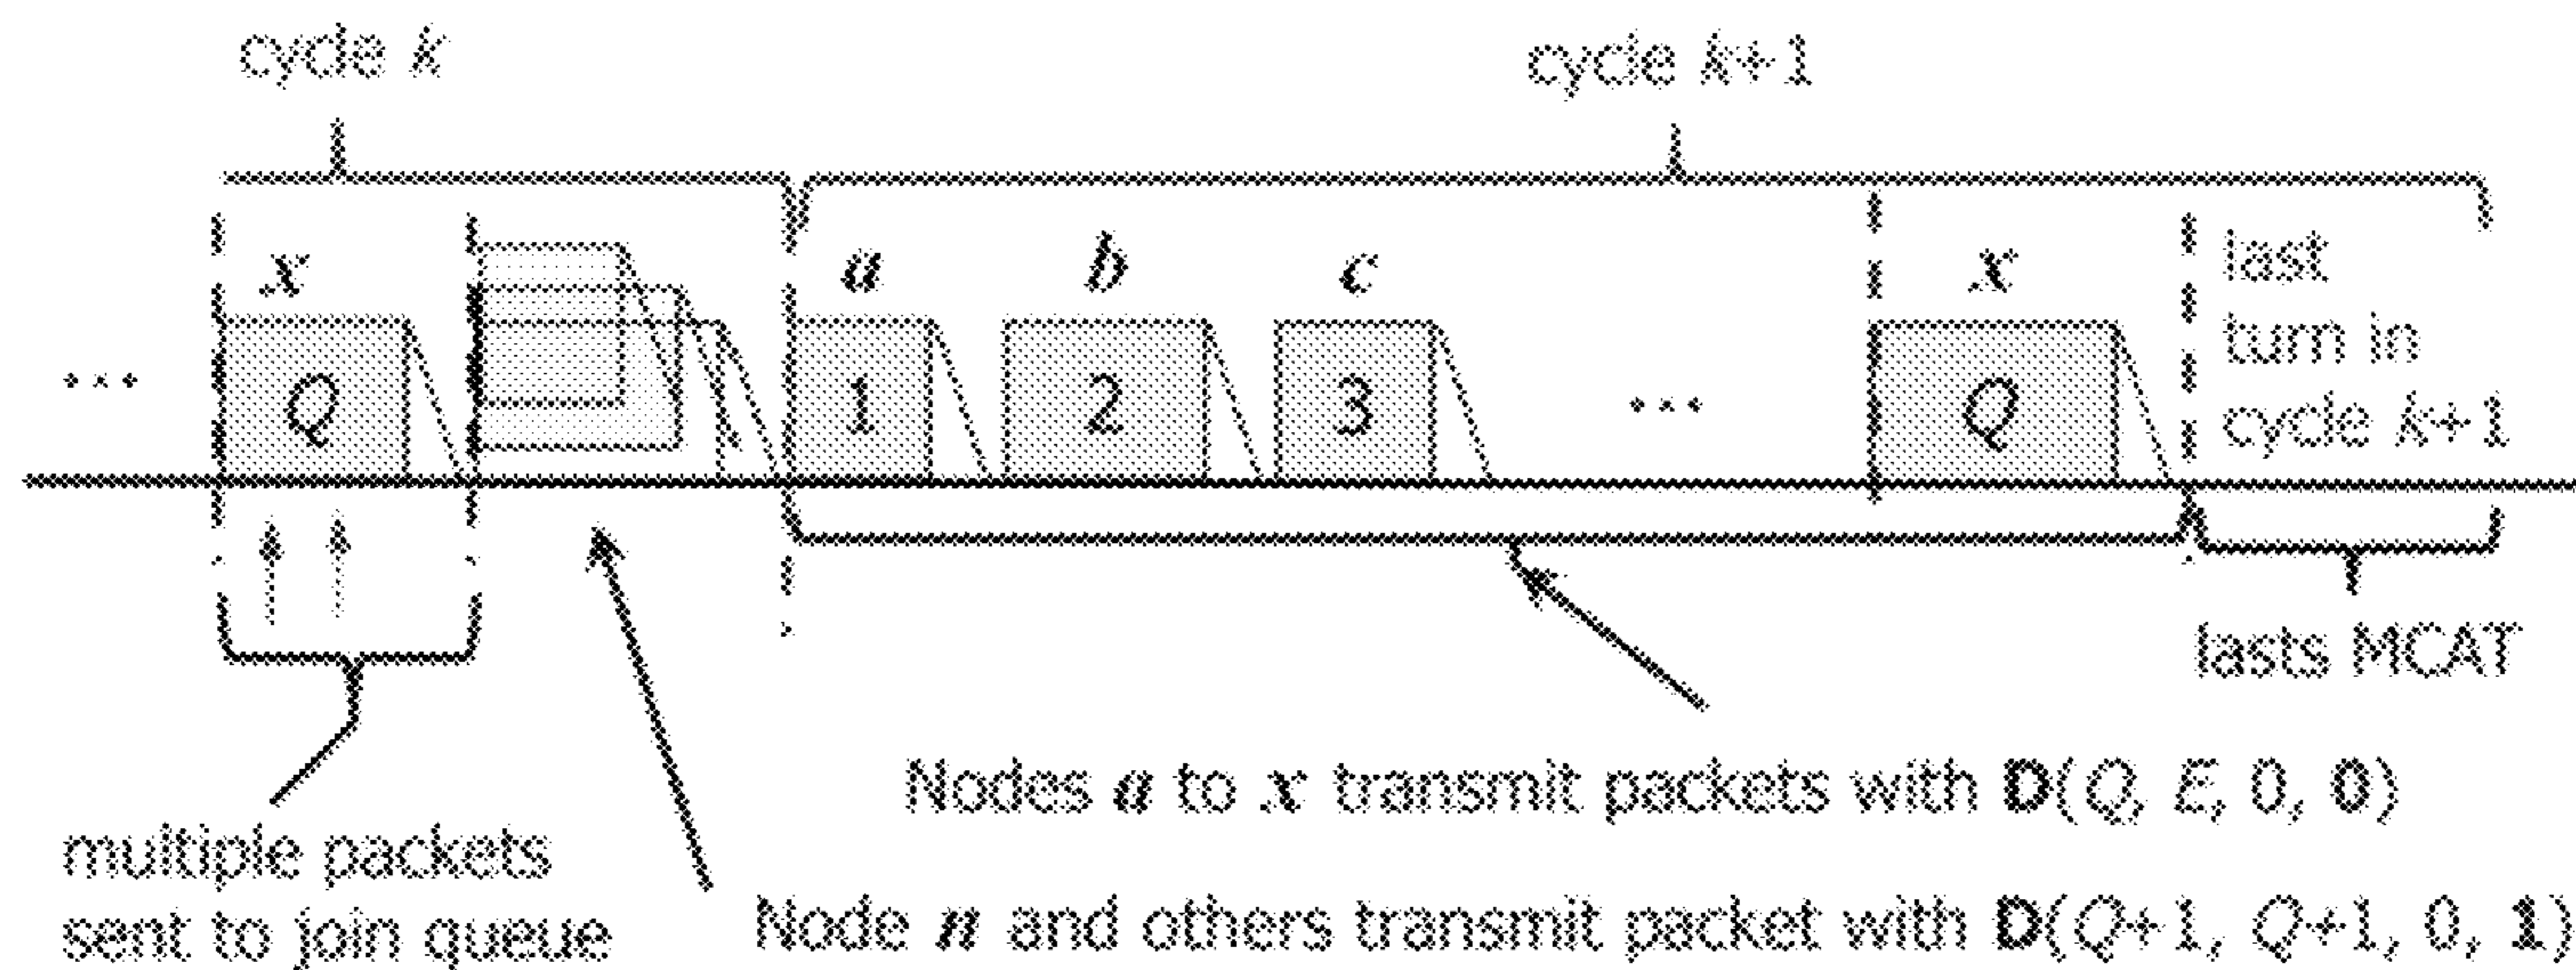 cycle k
cycle k+1
x
a
b
c
x
last
turn in
cycle k+1
...
Q
1
2
3
...
Q
lasts MCAT
Nodes a to x transmit packets with D(Q, E, 0, 0)
multiple packets
sent to join queue
Node n and others transmit packet with D(Q+1, Q+1, 0, 1)